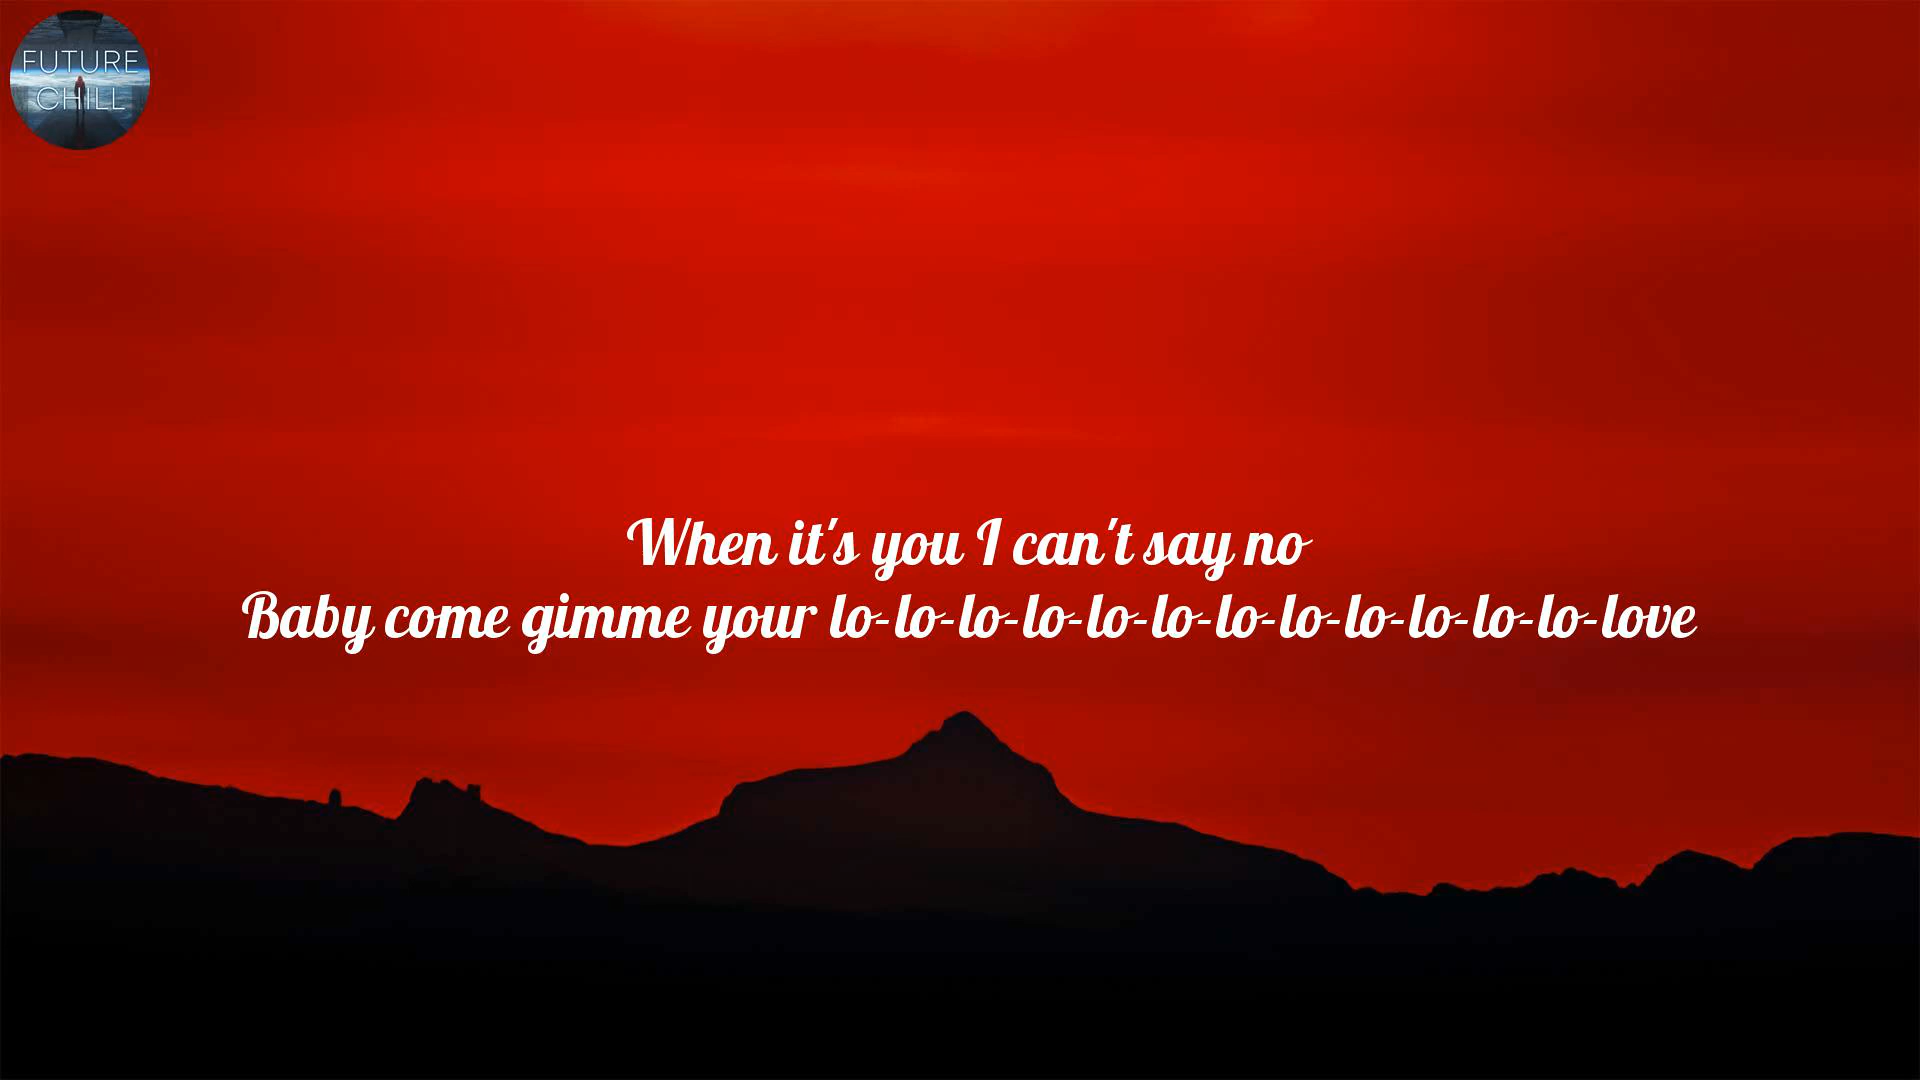 FUTURE
CHILL
When it's you I can't say no
Baby come gimme your lo-lo-lo-lo-lo-lo-lo-lo-lo-lo-lo-lo-love